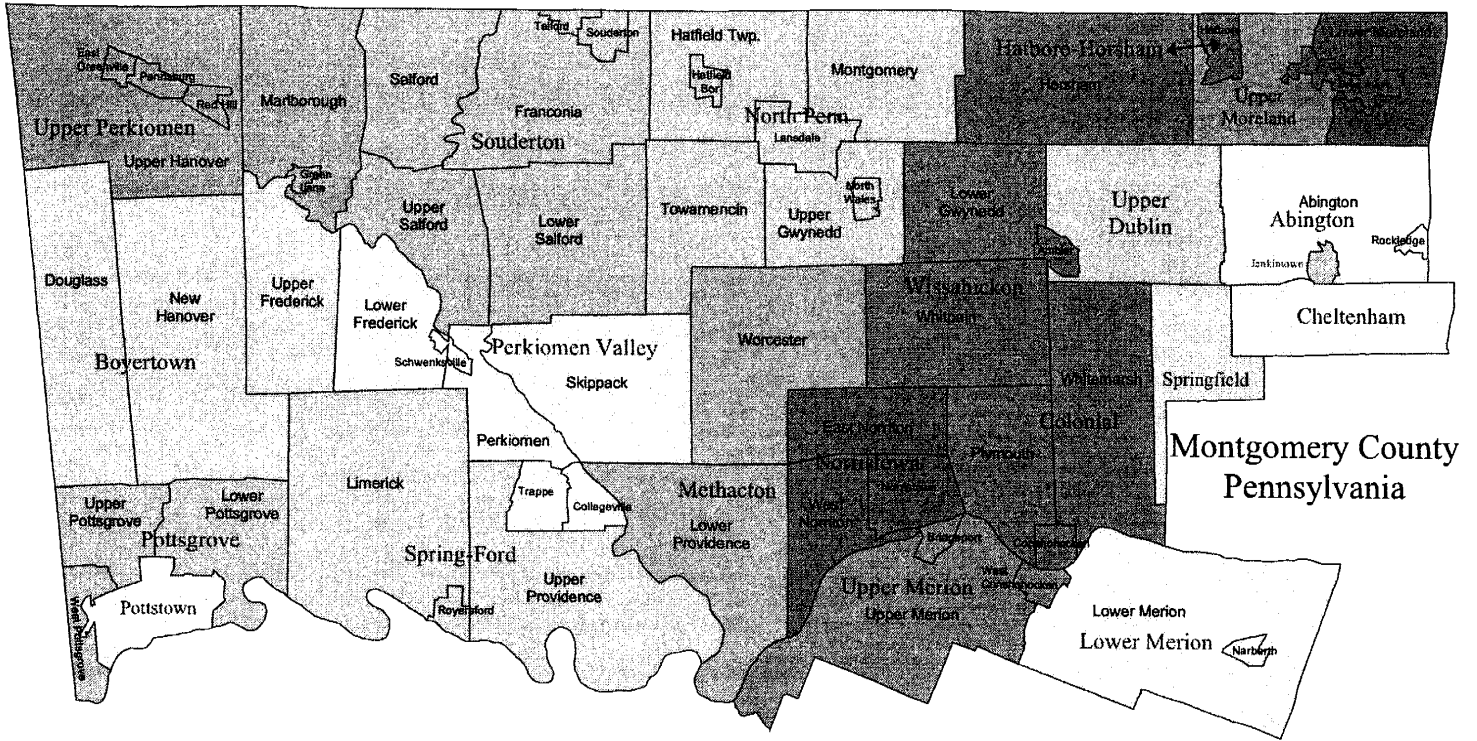 Telford
Souderton
Hatfield Twp.
Montgomery
Hatboro-Horsham
Horsham
Upper
Moreland
East
Greenville
Pennsburg
Red Hill
Marlborough
Salford
Hatfield
Bor
Franconia
Souderton
North Penn
Lansdale
Upper Perkiomen
Upper Hanover
Green
Lane
Upper
Salford
Lower
Salford
Towamencin
Upper
Gwynedd
North
Wales
Lower
Gwynedd
Upper
Dublin
Abington
Abington
Rockledge
Jenkintown
Douglass
New
Hanover
Upper
Frederick
Lower
Frederick
Boyertown
Schwenksville
Perkiomen Valley
Skippack
Worcester
Wissahickon
Whitpain
Cheltenham
Whitemarsh
Springfield
Perkiomen
East Norriton
Colonial
Plymouth
Norristown
Montgomery County
Pennsylvania
Limerick
Trappe
Collegeville
Methacton
Lower
Providence
West
Norriton
Upper
Pottsgrove
Lower
Pottsgrove
Pottsgrove
Spring-Ford
Upper
Providence
Royersford
Bridgeport
Conshohocken
West
Conshohocken
Upper Merion
Upper Merion
Pottstown
West Pottsgrove
Lower Merion
Lower Merion
Narberth